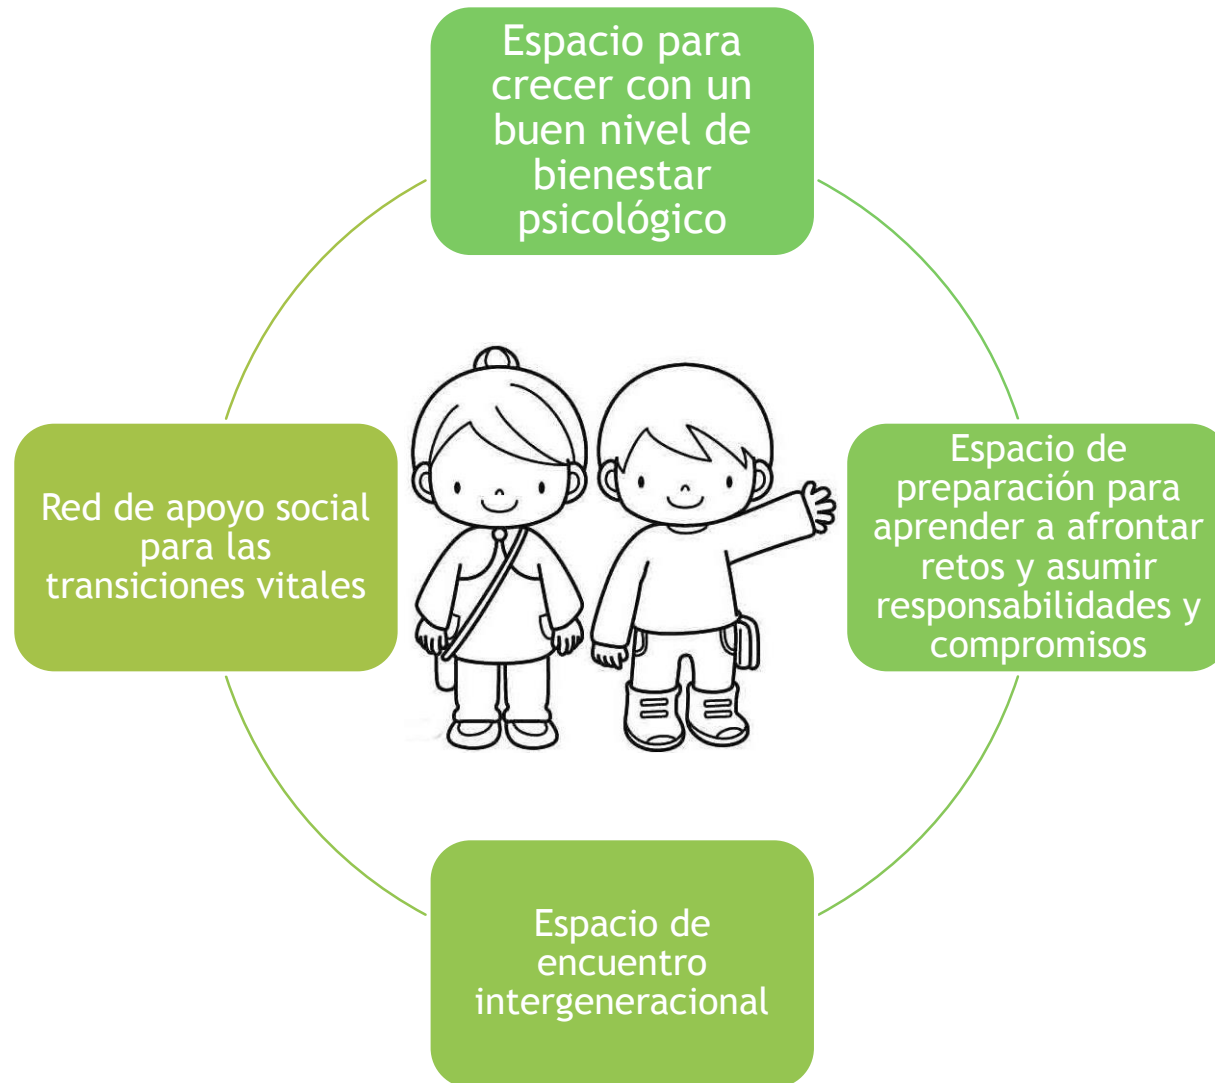 Espacio para
crecer con un
buen nivel de
bienestar
psicológico
Espacio de
preparación para
aprender a afrontar
retos y asumir
responsabilidades y
compromisos
Espacio de
encuentro
intergeneracional
Red de apoyo social
para las
transiciones vitales